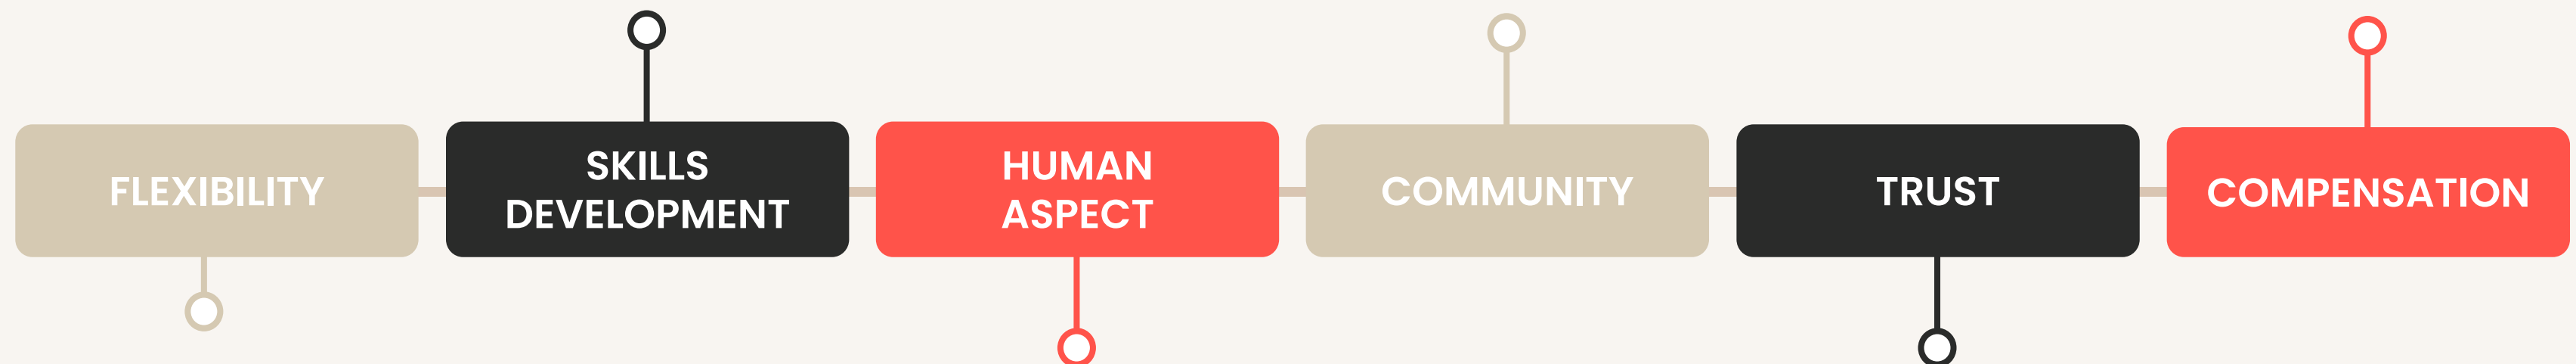 FLEXIBILITY
SKILLS
DEVELOPMENT
HUMAN
ASPECT
COMMUNITY
TRUST
COMPENSATION